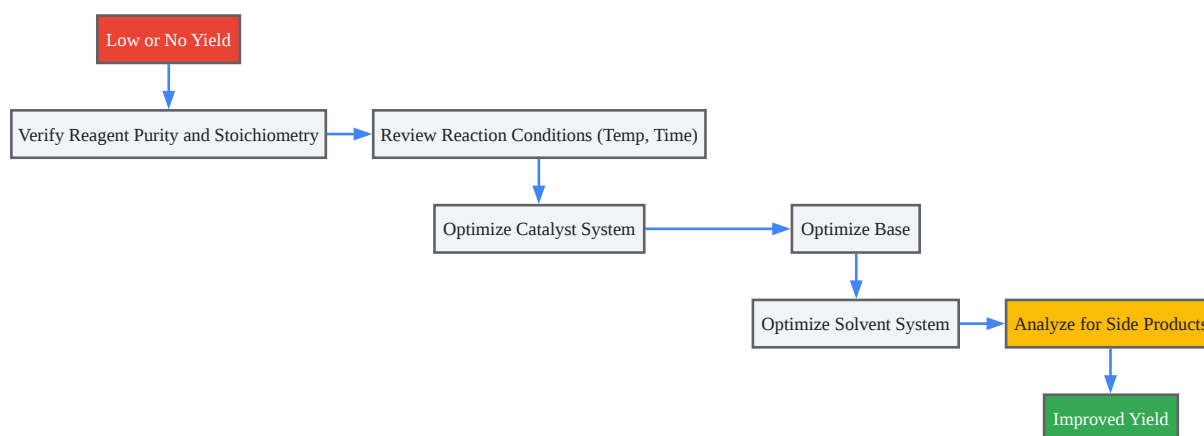 Low or No Yield
Verify Reagent Purity and Stoichiometry
Review Reaction Conditions (Temp, Time)
Optimize Catalyst System
Optimize Base
Optimize Solvent System
Analyze for Side Products
Improved Yield